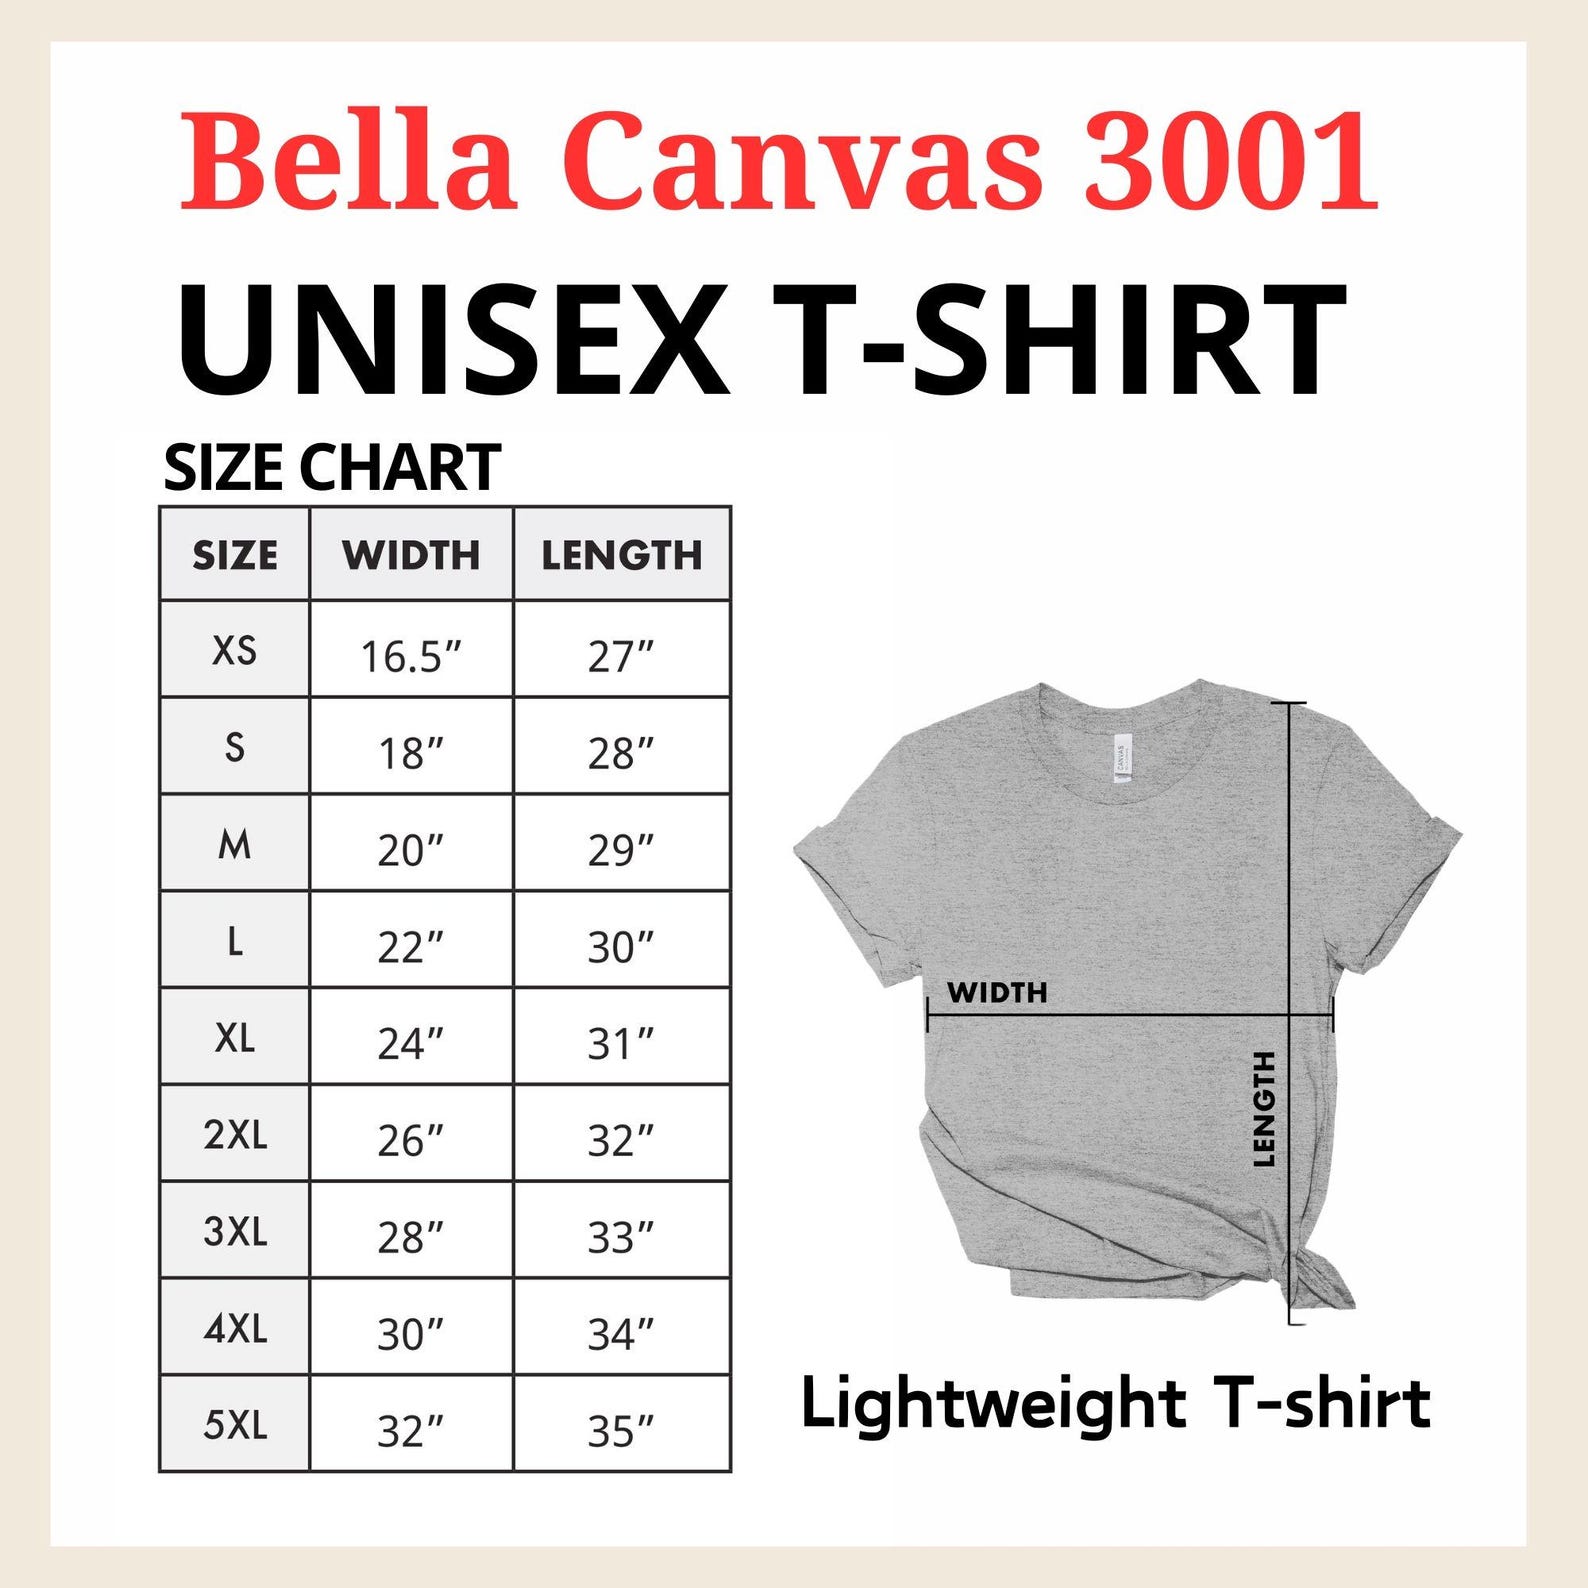 Bella Canvas 3001
UNISEX T-SHIRT
SIZE CHART
SIZE WIDTH LENGTH
XS 16.5” 27”
S 18” 28”
M 20” 29”
L 22” 30”
XL 24” 31”
2XL 26” 32”
3XL 28” 33”
4XL 30” 34”
5XL 32” 35”
CANVAS
WIDTH
LENGTH
Lightweight T-shirt